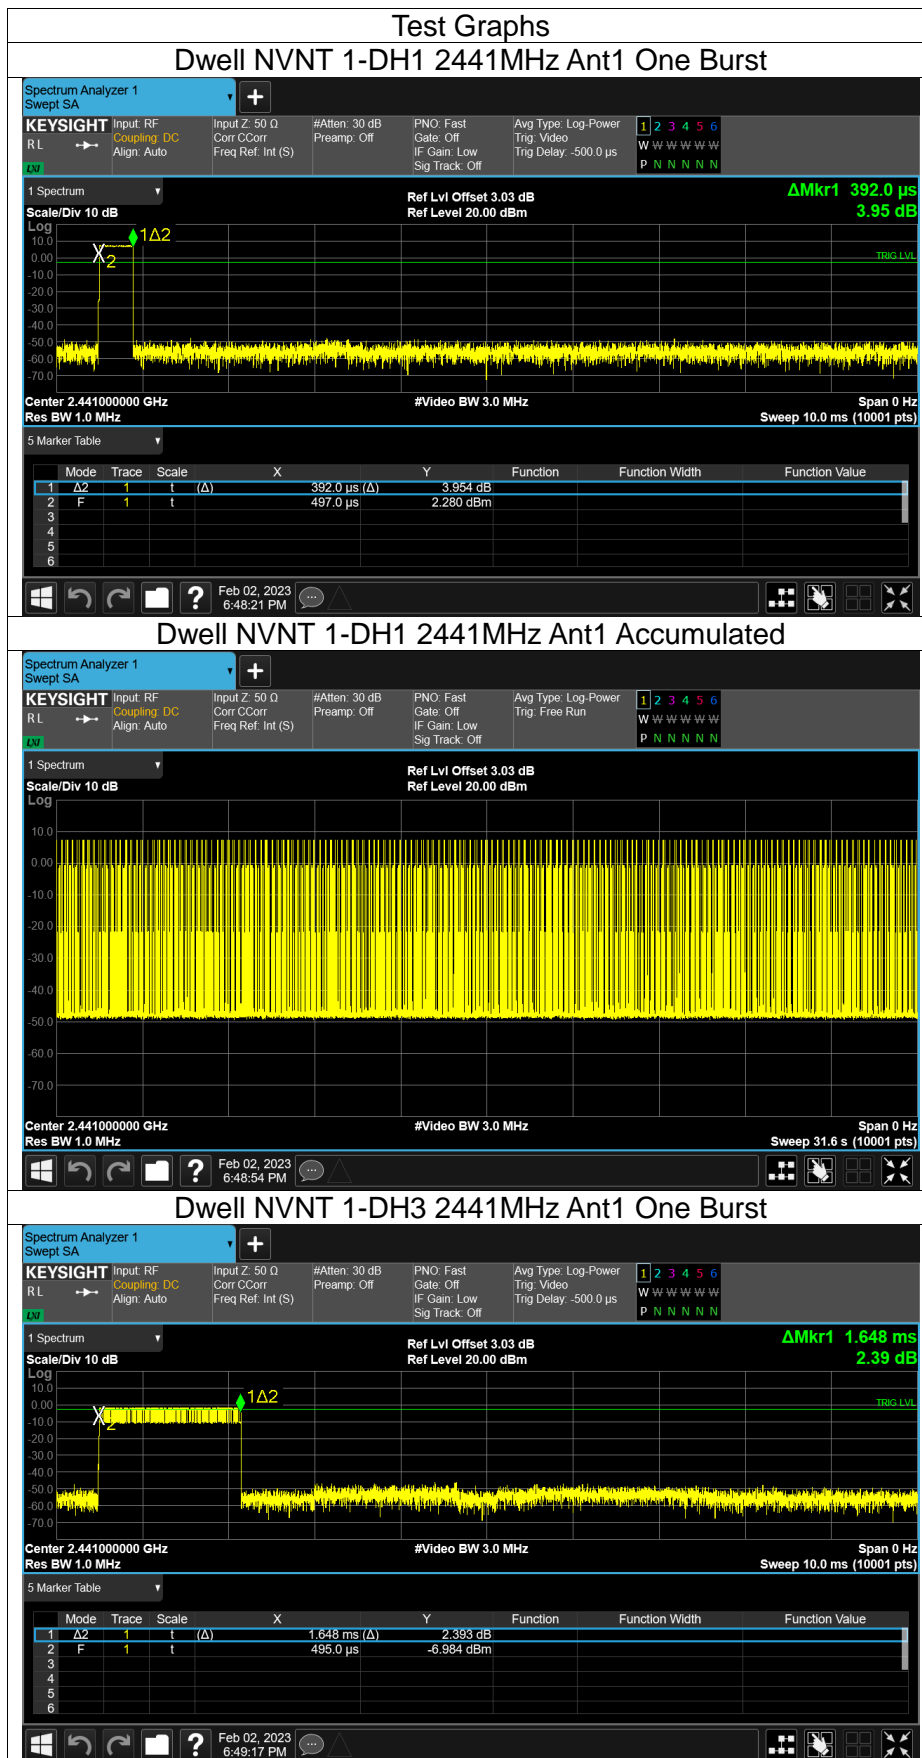 Test Graphs
Dwell NVNT 1-DH1 2441MHz Ant1 One Burst
Spectrum Analyzer 1
Swept SA
+
KEYSIGHT Input: RF Input Z: 50 Ω #Atten: 30 dB PNO: Fast Avg Type: Log-Power 1 2 3 4 5 6
RL Coupling: DC Corr CCorr Preamp: Off Gate: Off Trig: Video W W W W W W
Align: Auto Freq Ref: Int (S) IF Gain: Low Trig Delay: -500.0 µs
LXI Sig Track: Off P N N N N N
1 Spectrum Ref Lvl Offset 3.03 dB ΔMkr1 392.0 µs
Scale/Div 10 dB Ref Level 20.00 dBm 3.95 dB
Log
10.0
1Δ2
0.00
2
TRIG LVL
-10.0
-20.0
-30.0
-40.0
-50.0
-60.0
-70.0
Center 2.441000000 GHz #Video BW 3.0 MHz Span 0 Hz
Res BW 1.0 MHz Sweep 10.0 ms (10001 pts)
5 Marker Table
Mode Trace Scale X Y Function Function Width Function Value
1 Δ2 1 t (Δ) 392.0 µs (Δ) 3.954 dB
2 F 1 t 497.0 µs 2.280 dBm
3
4
5
6
? Feb 02, 2023
6:48:21 PM
Dwell NVNT 1-DH1 2441MHz Ant1 Accumulated
Spectrum Analyzer 1
Swept SA
+
KEYSIGHT Input: RF Input Z: 50 Ω #Atten: 30 dB PNO: Fast Avg Type: Log-Power 1 2 3 4 5 6
RL Coupling: DC Corr CCorr Preamp: Off Gate: Off Trig: Free Run W W W W W W
Align: Auto Freq Ref: Int (S) IF Gain: Low
LXI Sig Track: Off P N N N N N
1 Spectrum Ref Lvl Offset 3.03 dB
Scale/Div 10 dB Ref Level 20.00 dBm
Log
10.0
0.00
-10.0
-20.0
-30.0
-40.0
-50.0
-60.0
-70.0
Center 2.441000000 GHz #Video BW 3.0 MHz Span 0 Hz
Res BW 1.0 MHz Sweep 31.6 s (10001 pts)
? Feb 02, 2023
6:48:54 PM
Dwell NVNT 1-DH3 2441MHz Ant1 One Burst
Spectrum Analyzer 1
Swept SA
+
KEYSIGHT Input: RF Input Z: 50 Ω #Atten: 30 dB PNO: Fast Avg Type: Log-Power 1 2 3 4 5 6
RL Coupling: DC Corr CCorr Preamp: Off Gate: Off Trig: Video W W W W W W
Align: Auto Freq Ref: Int (S) IF Gain: Low Trig Delay: -500.0 µs
LXI Sig Track: Off P N N N N N
1 Spectrum Ref Lvl Offset 3.03 dB ΔMkr1 1.648 ms
Scale/Div 10 dB Ref Level 20.00 dBm 2.39 dB
Log
10.0
1Δ2
0.00
TRIG LVL
2
-10.0
-20.0
-30.0
-40.0
-50.0
-60.0
-70.0
Center 2.441000000 GHz #Video BW 3.0 MHz Span 0 Hz
Res BW 1.0 MHz Sweep 10.0 ms (10001 pts)
5 Marker Table
Mode Trace Scale X Y Function Function Width Function Value
1 Δ2 1 t (Δ) 1.648 ms (Δ) 2.393 dB
2 F 1 t 495.0 µs -6.984 dBm
3
4
5
6
? Feb 02, 2023
6:49:17 PM